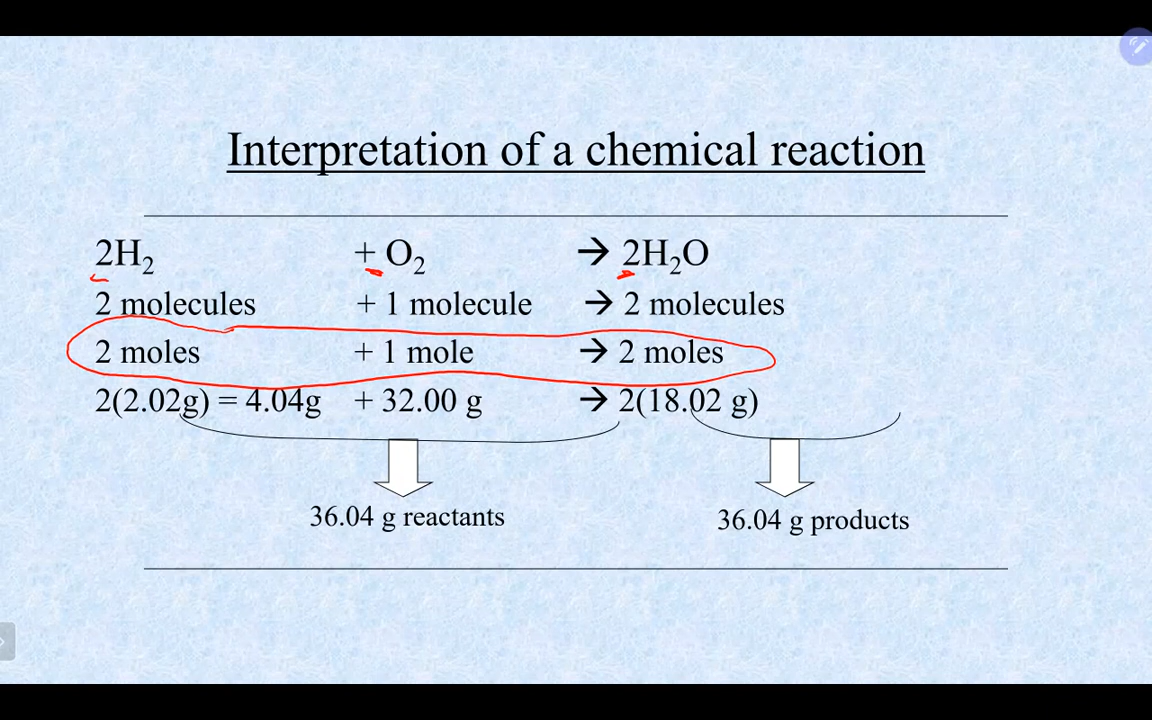 Interpretation of a chemical reaction
2H₂ + O₂ → 2H₂O
2 molecules + 1 molecule → 2 molecules
2 moles + 1 mole → 2 moles
2(2.02g) = 4.04g + 32.00 g → 2(18.02 g)
36.04 g reactants
36.04 g products